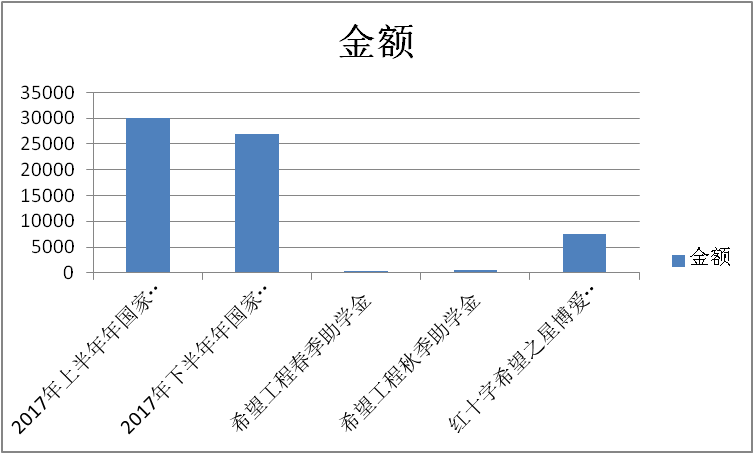 金额
35000
30000
25000
20000
15000
10000
5000
0
2017年上半年年国家..
2017年下半年年国家..
希望工程春季助学金
希望工程秋季助学金
红十字希望之星博爱..
金额